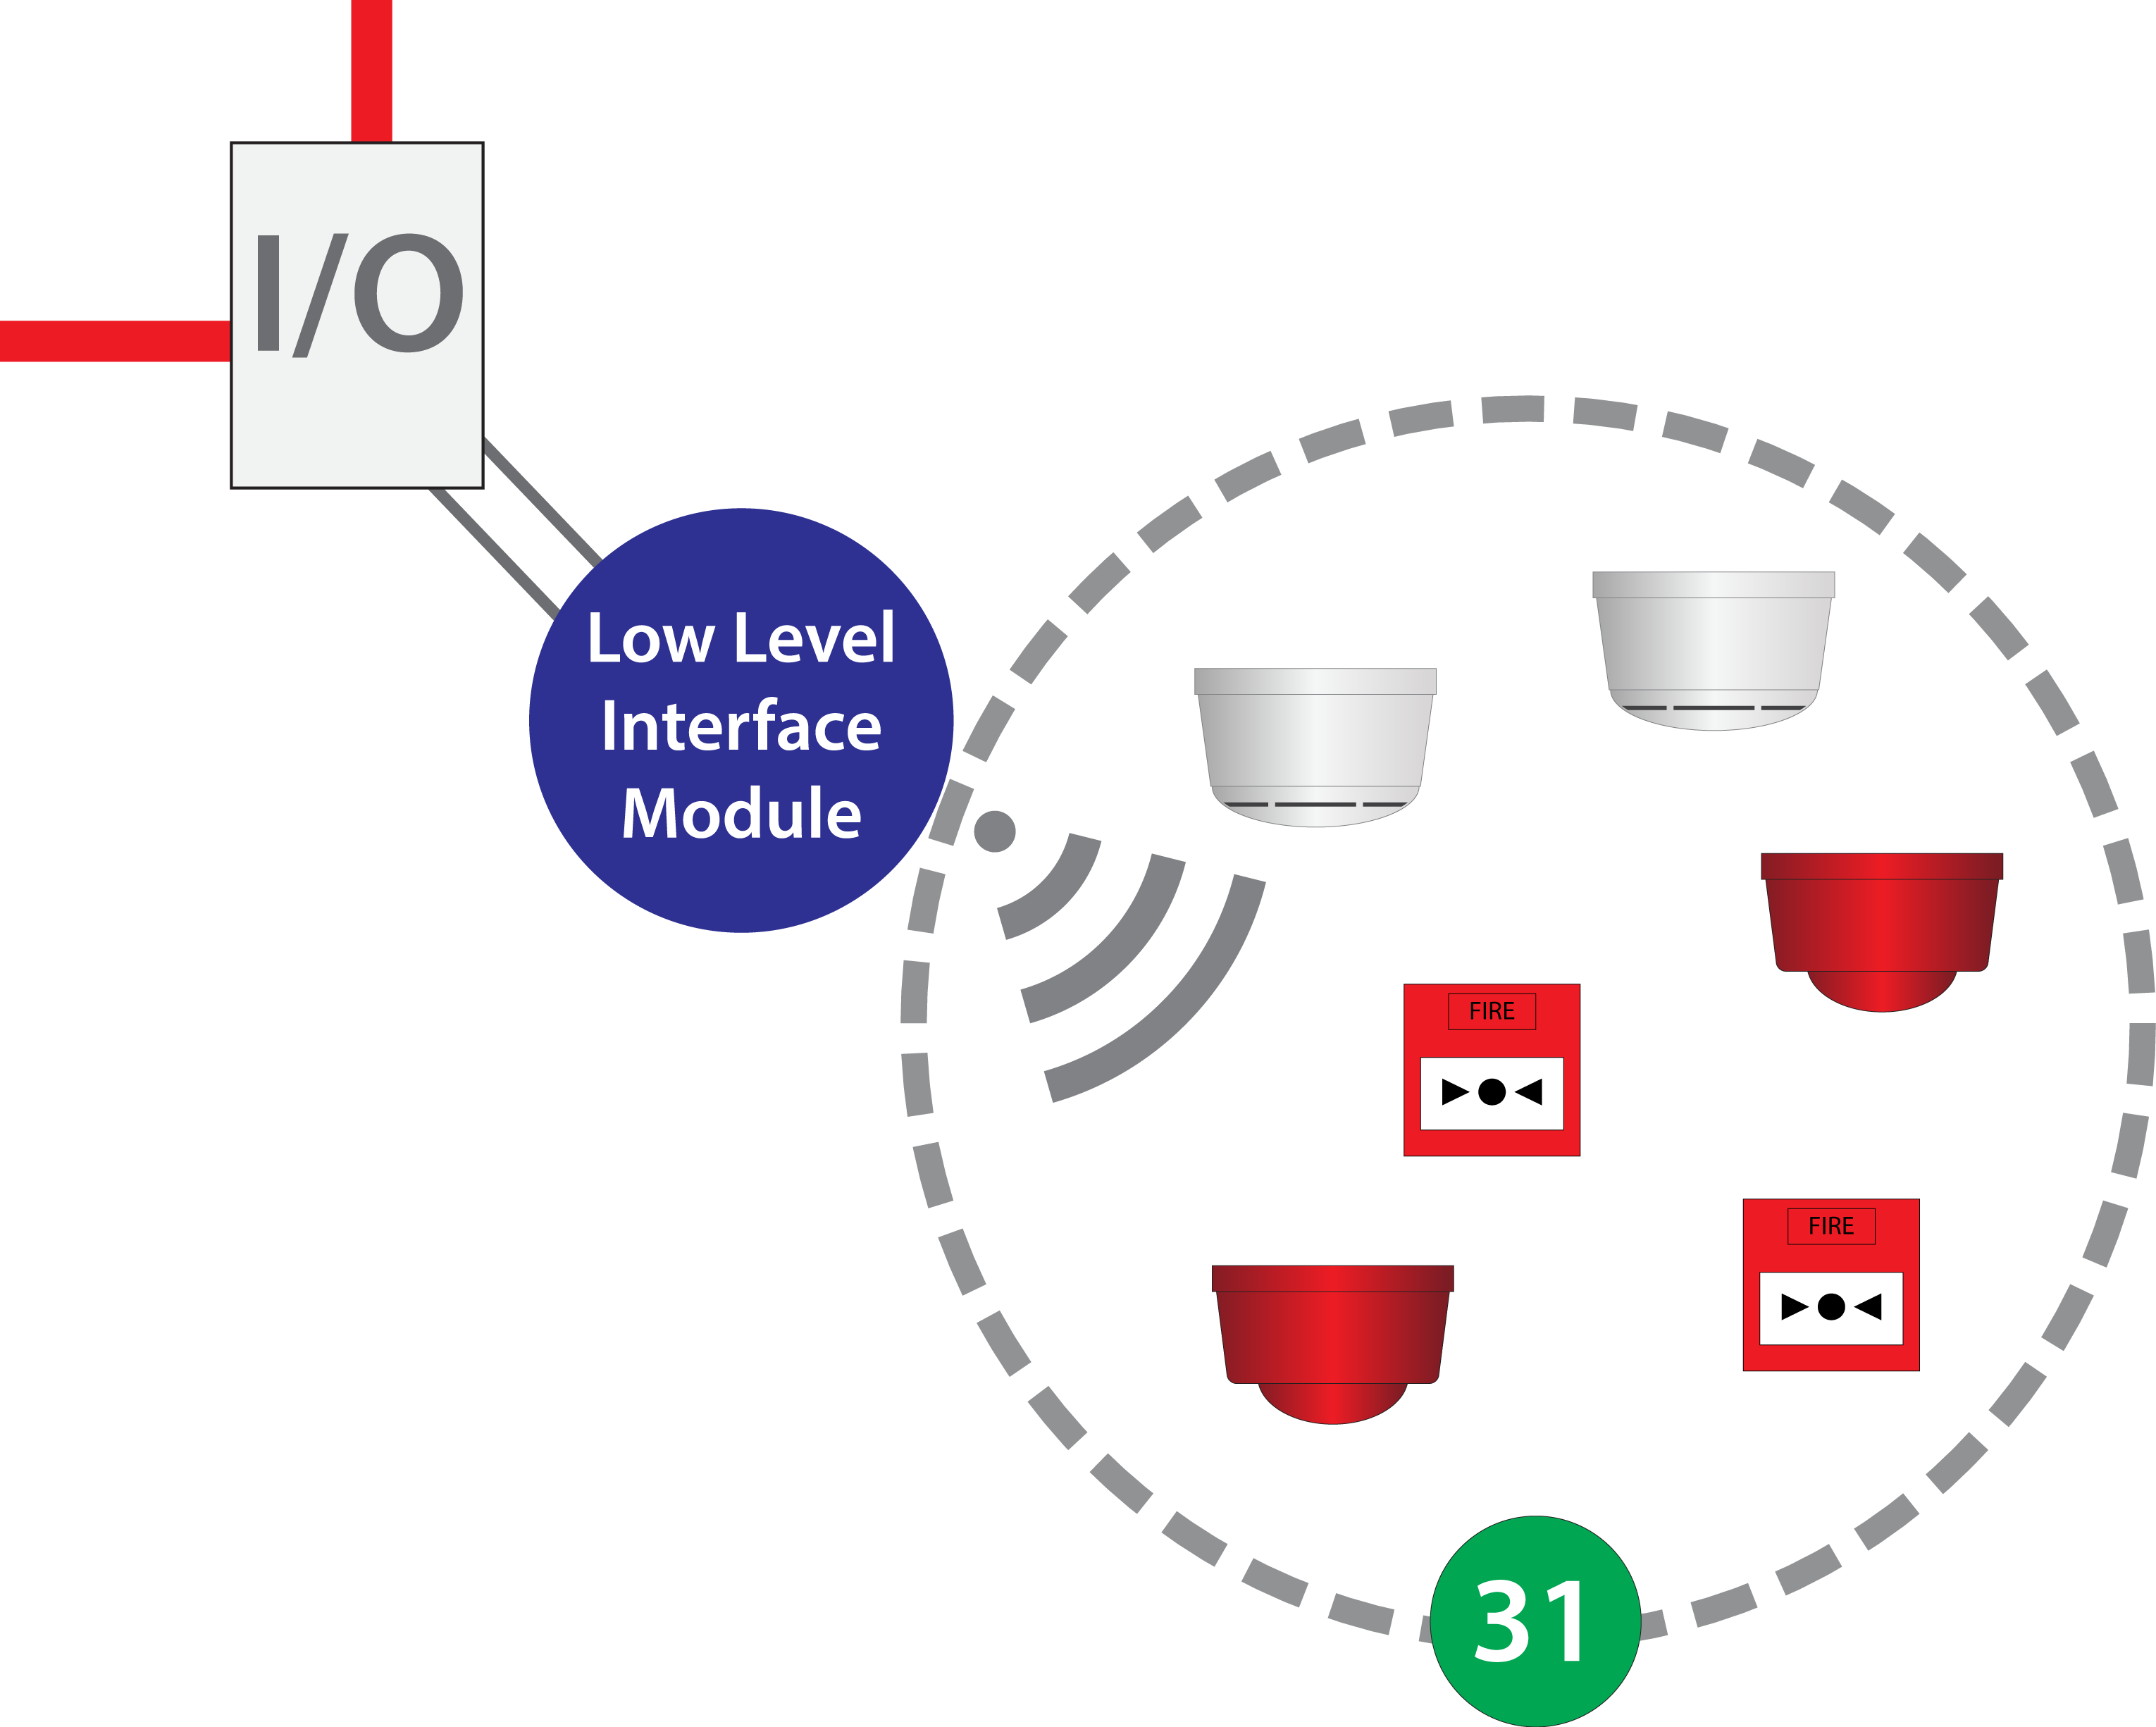 I/O
Low Level
Interface
Module
FIRE
FIRE
31